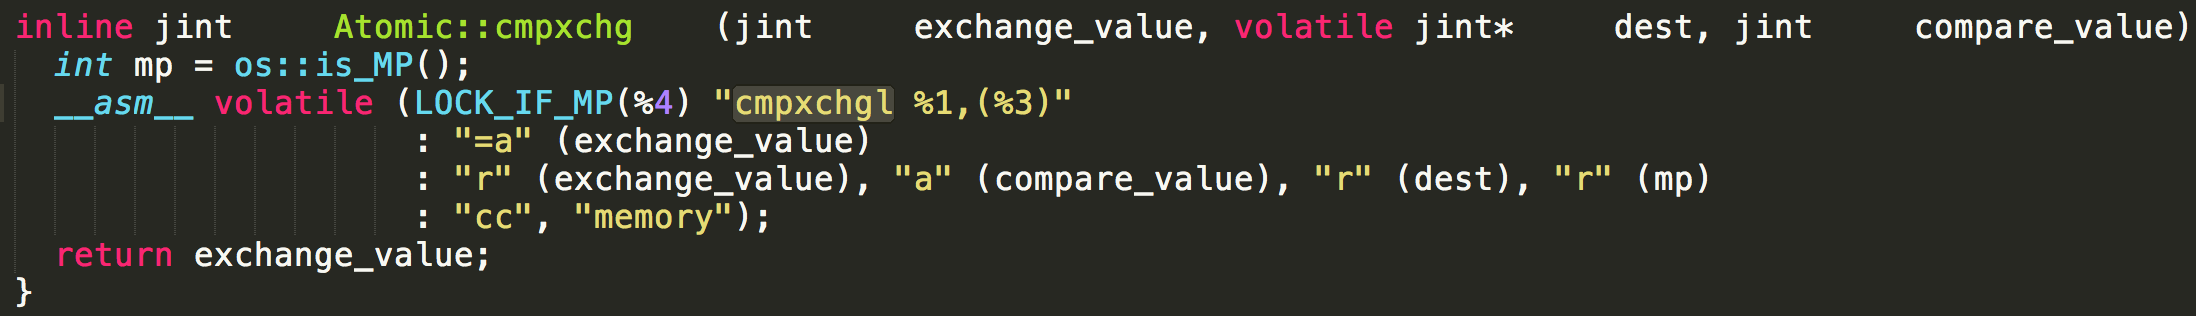 inline jint     Atomic::cmpxchg    (jint     exchange_value, volatile jint*     dest, jint     compare_value)
  int mp = os::is_MP();
  __asm__ volatile (LOCK_IF_MP(%4) "cmpxchgl %1,(%3)"
                    : "=a" (exchange_value)
                    : "r" (exchange_value), "a" (compare_value), "r" (dest), "r" (mp)
                    : "cc", "memory");
  return exchange_value;
}